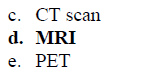 c. CT scan
d. MRI
e. PET